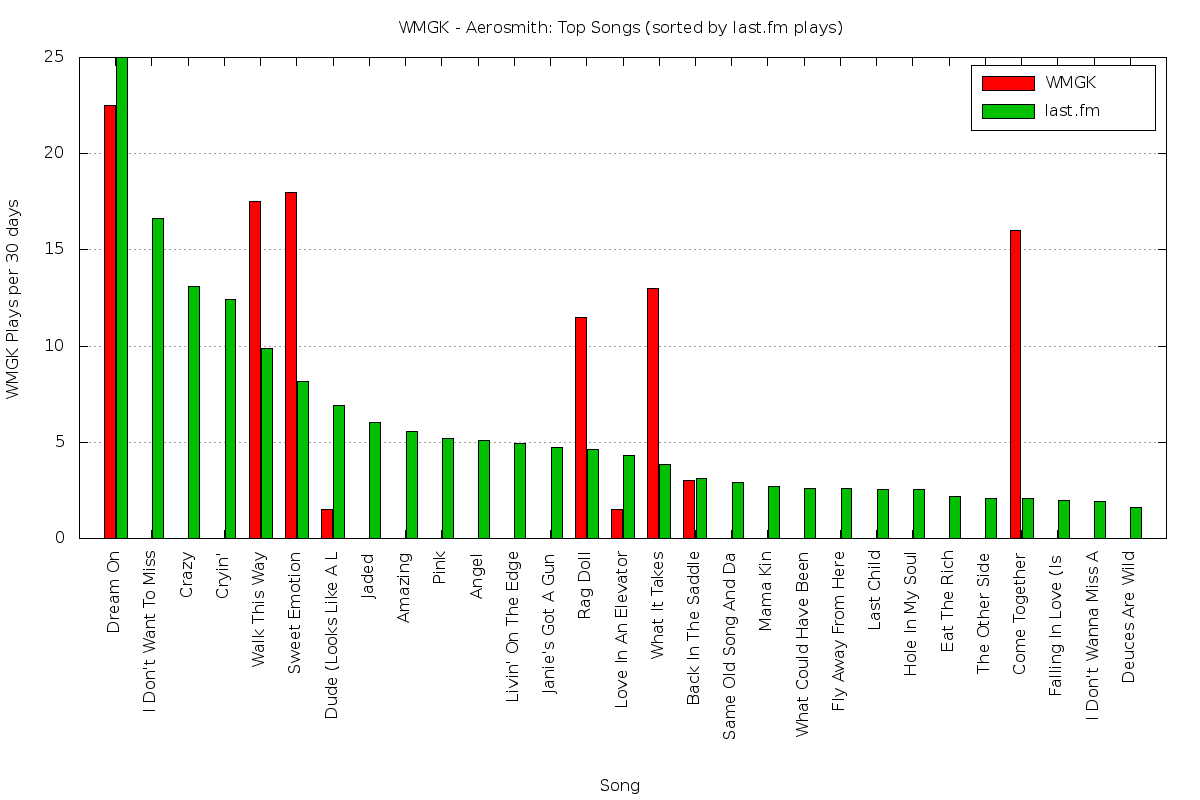 WMGK - Aerosmith: Top Songs (sorted by last.fm plays)
WMGK
last.fm
25
20
15
10
5
0
WMGK Plays per 30 days
Dream On
I Don't Want To Miss
Crazy
Cryin'
Walk This Way
Sweet Emotion
Dude (Looks Like A L
Jaded
Amazing
Pink
Angel
Livin' On The Edge
Janie's Got A Gun
Rag Doll
Love In An Elevator
What It Takes
Back In The Saddle
Same Old Song And Da
Mama Kin
What Could Have Been
Fly Away From Here
Last Child
Hole In My Soul
Eat The Rich
The Other Side
Come Together
Falling In Love (Is
I Don't Wanna Miss A
Deuces Are Wild
Song